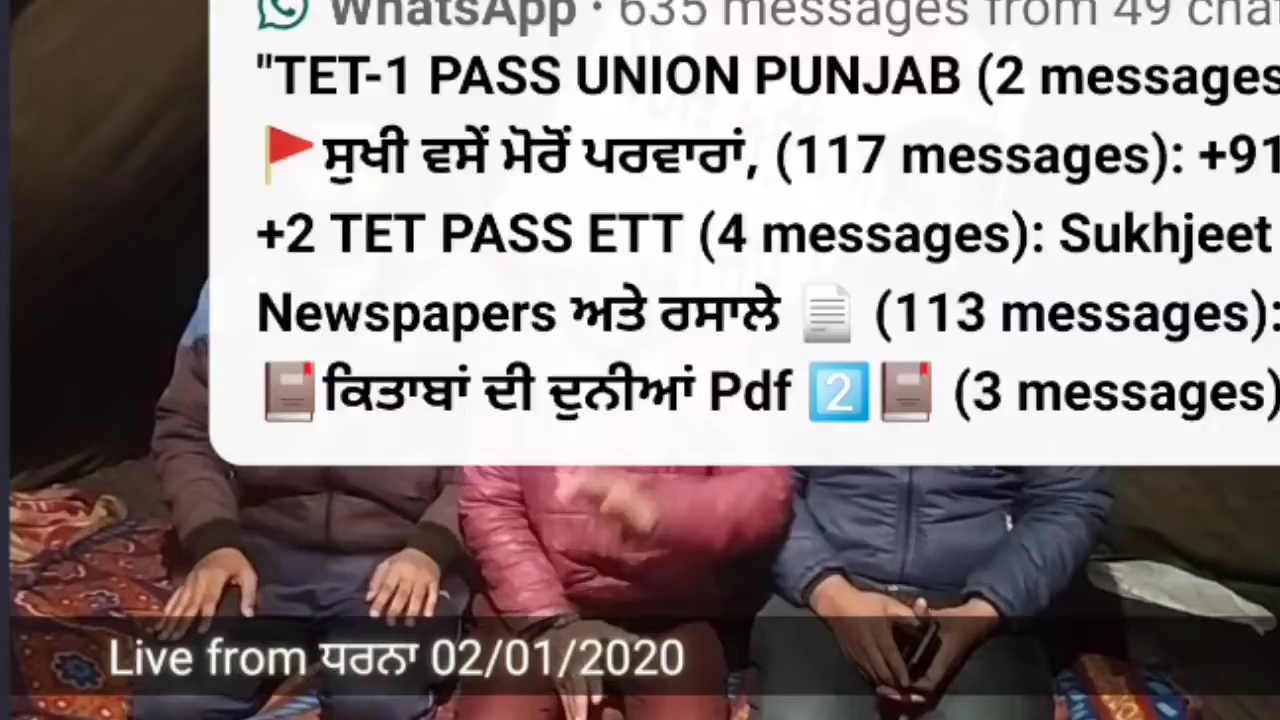 WhatsApp · 635 messages from 49 cha
"TET-1 PASS UNION PUNJAB (2 messages
🚩ਸੁਖੀ ਵਸੇਂ ਮੋਰੋਂ ਪਰਵਾਰਾਂ, (117 messages): +91
+2 TET PASS ETT (4 messages): Sukhjeet
Newspapers ਅਤੇ ਰਸਾਲੇ 📄 (113 messages):
📔ਕਿਤਾਬਾਂ ਦੀ ਦੁਨੀਆਂ Pdf 2️⃣📔 (3 messages)
Live from ਧਰਨਾ 02/01/2020